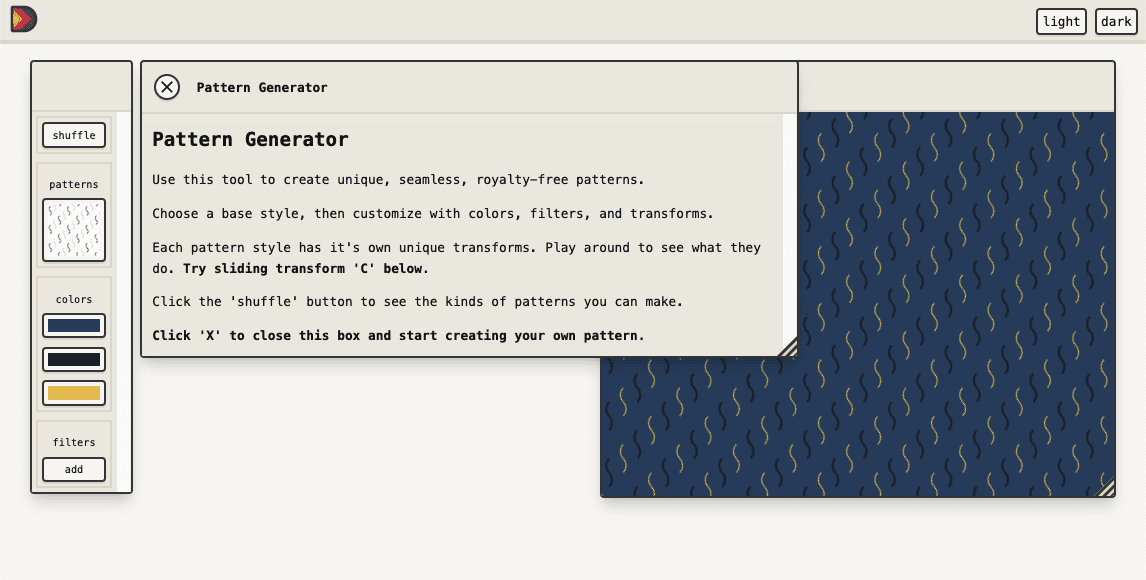 light dark
Pattern Generator
shuffle
patterns
colors
filters
add
Pattern Generator
Use this tool to create unique, seamless, royalty-free patterns.
Choose a base style, then customize with colors, filters, and transforms.
Each pattern style has it's own unique transforms. Play around to see what they
do. Try sliding transform 'C' below.
Click the 'shuffle' button to see the kinds of patterns you can make.
Click 'X' to close this box and start creating your own pattern.